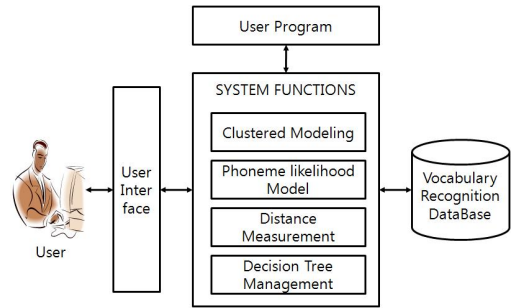 User Program
SYSTEM FUNCTIONS
Clustered Modeling
Phoneme likelihood
Model
Distance
Measurement
Decision Tree
Management
User
Inter
face
User
Vocabulary
Recognition
DataBase